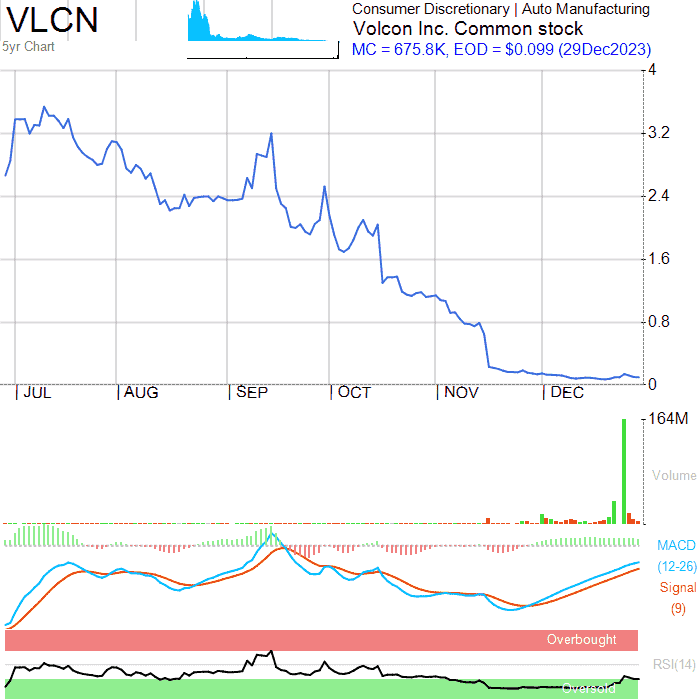 VLCN
5yr Chart
Consumer Discretionary | Auto Manufacturing
Volcon Inc. Common stock
MC = 675.8K, EOD = $0.099 (29Dec2023)
4
3.2
2.4
1.6
0.8
0
JUL AUG SEP OCT NOV DEC
164M
Volume
MACD
(12-26)
Signal
(9)
Overbought
RSI(14)
Oversold